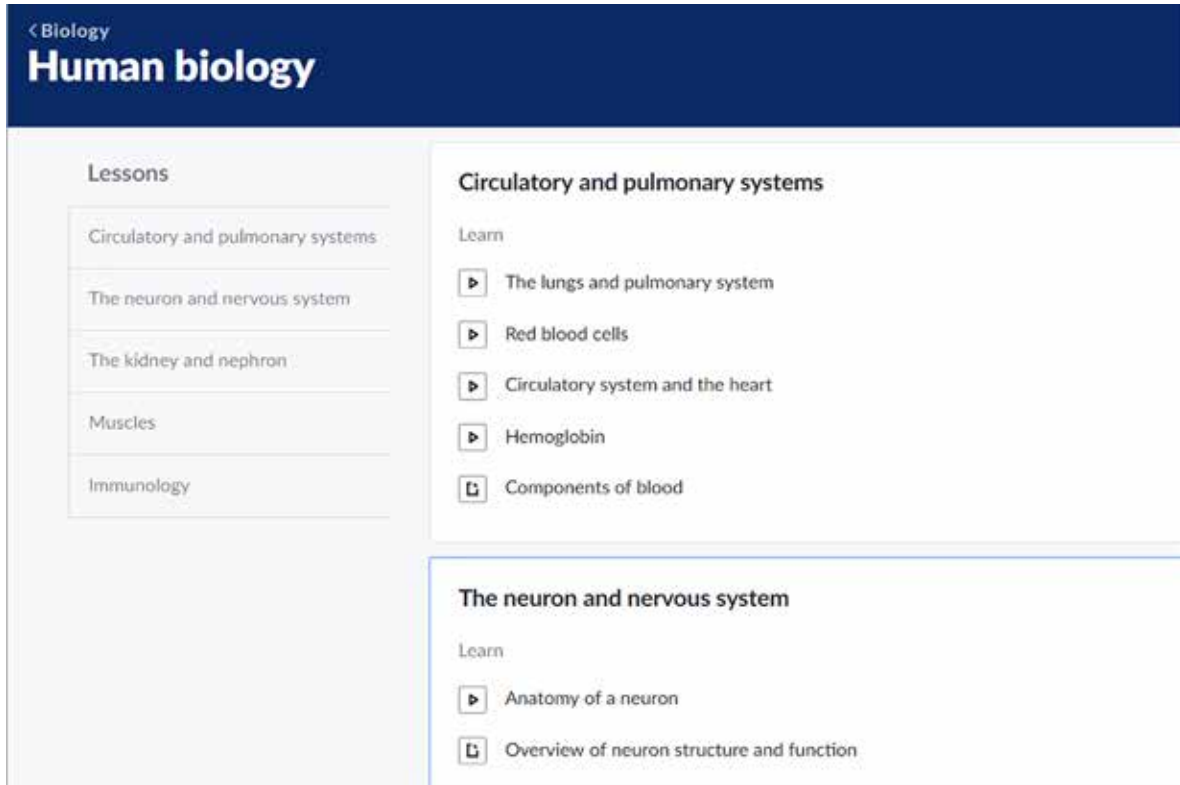 <Biology
Human biology
Lessons
Circulatory and pulmonary systems
The neuron and nervous system
The kidney and nephron
Muscles
Immunology
Circulatory and pulmonary systems
Learn
The lungs and pulmonary system
Red blood cells
Circulatory system and the heart
Hemoglobin
Components of blood
The neuron and nervous system
Learn
Anatomy of a neuron
Overview of neuron structure and function